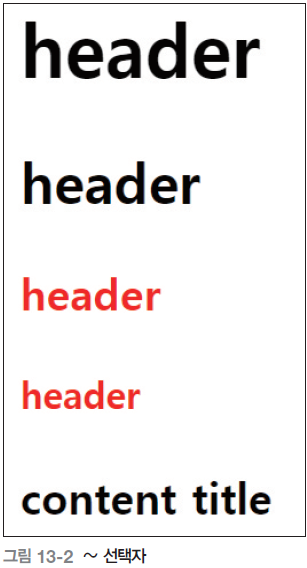 header
header
header
header
content title
그림 13-2 ~ 선택자